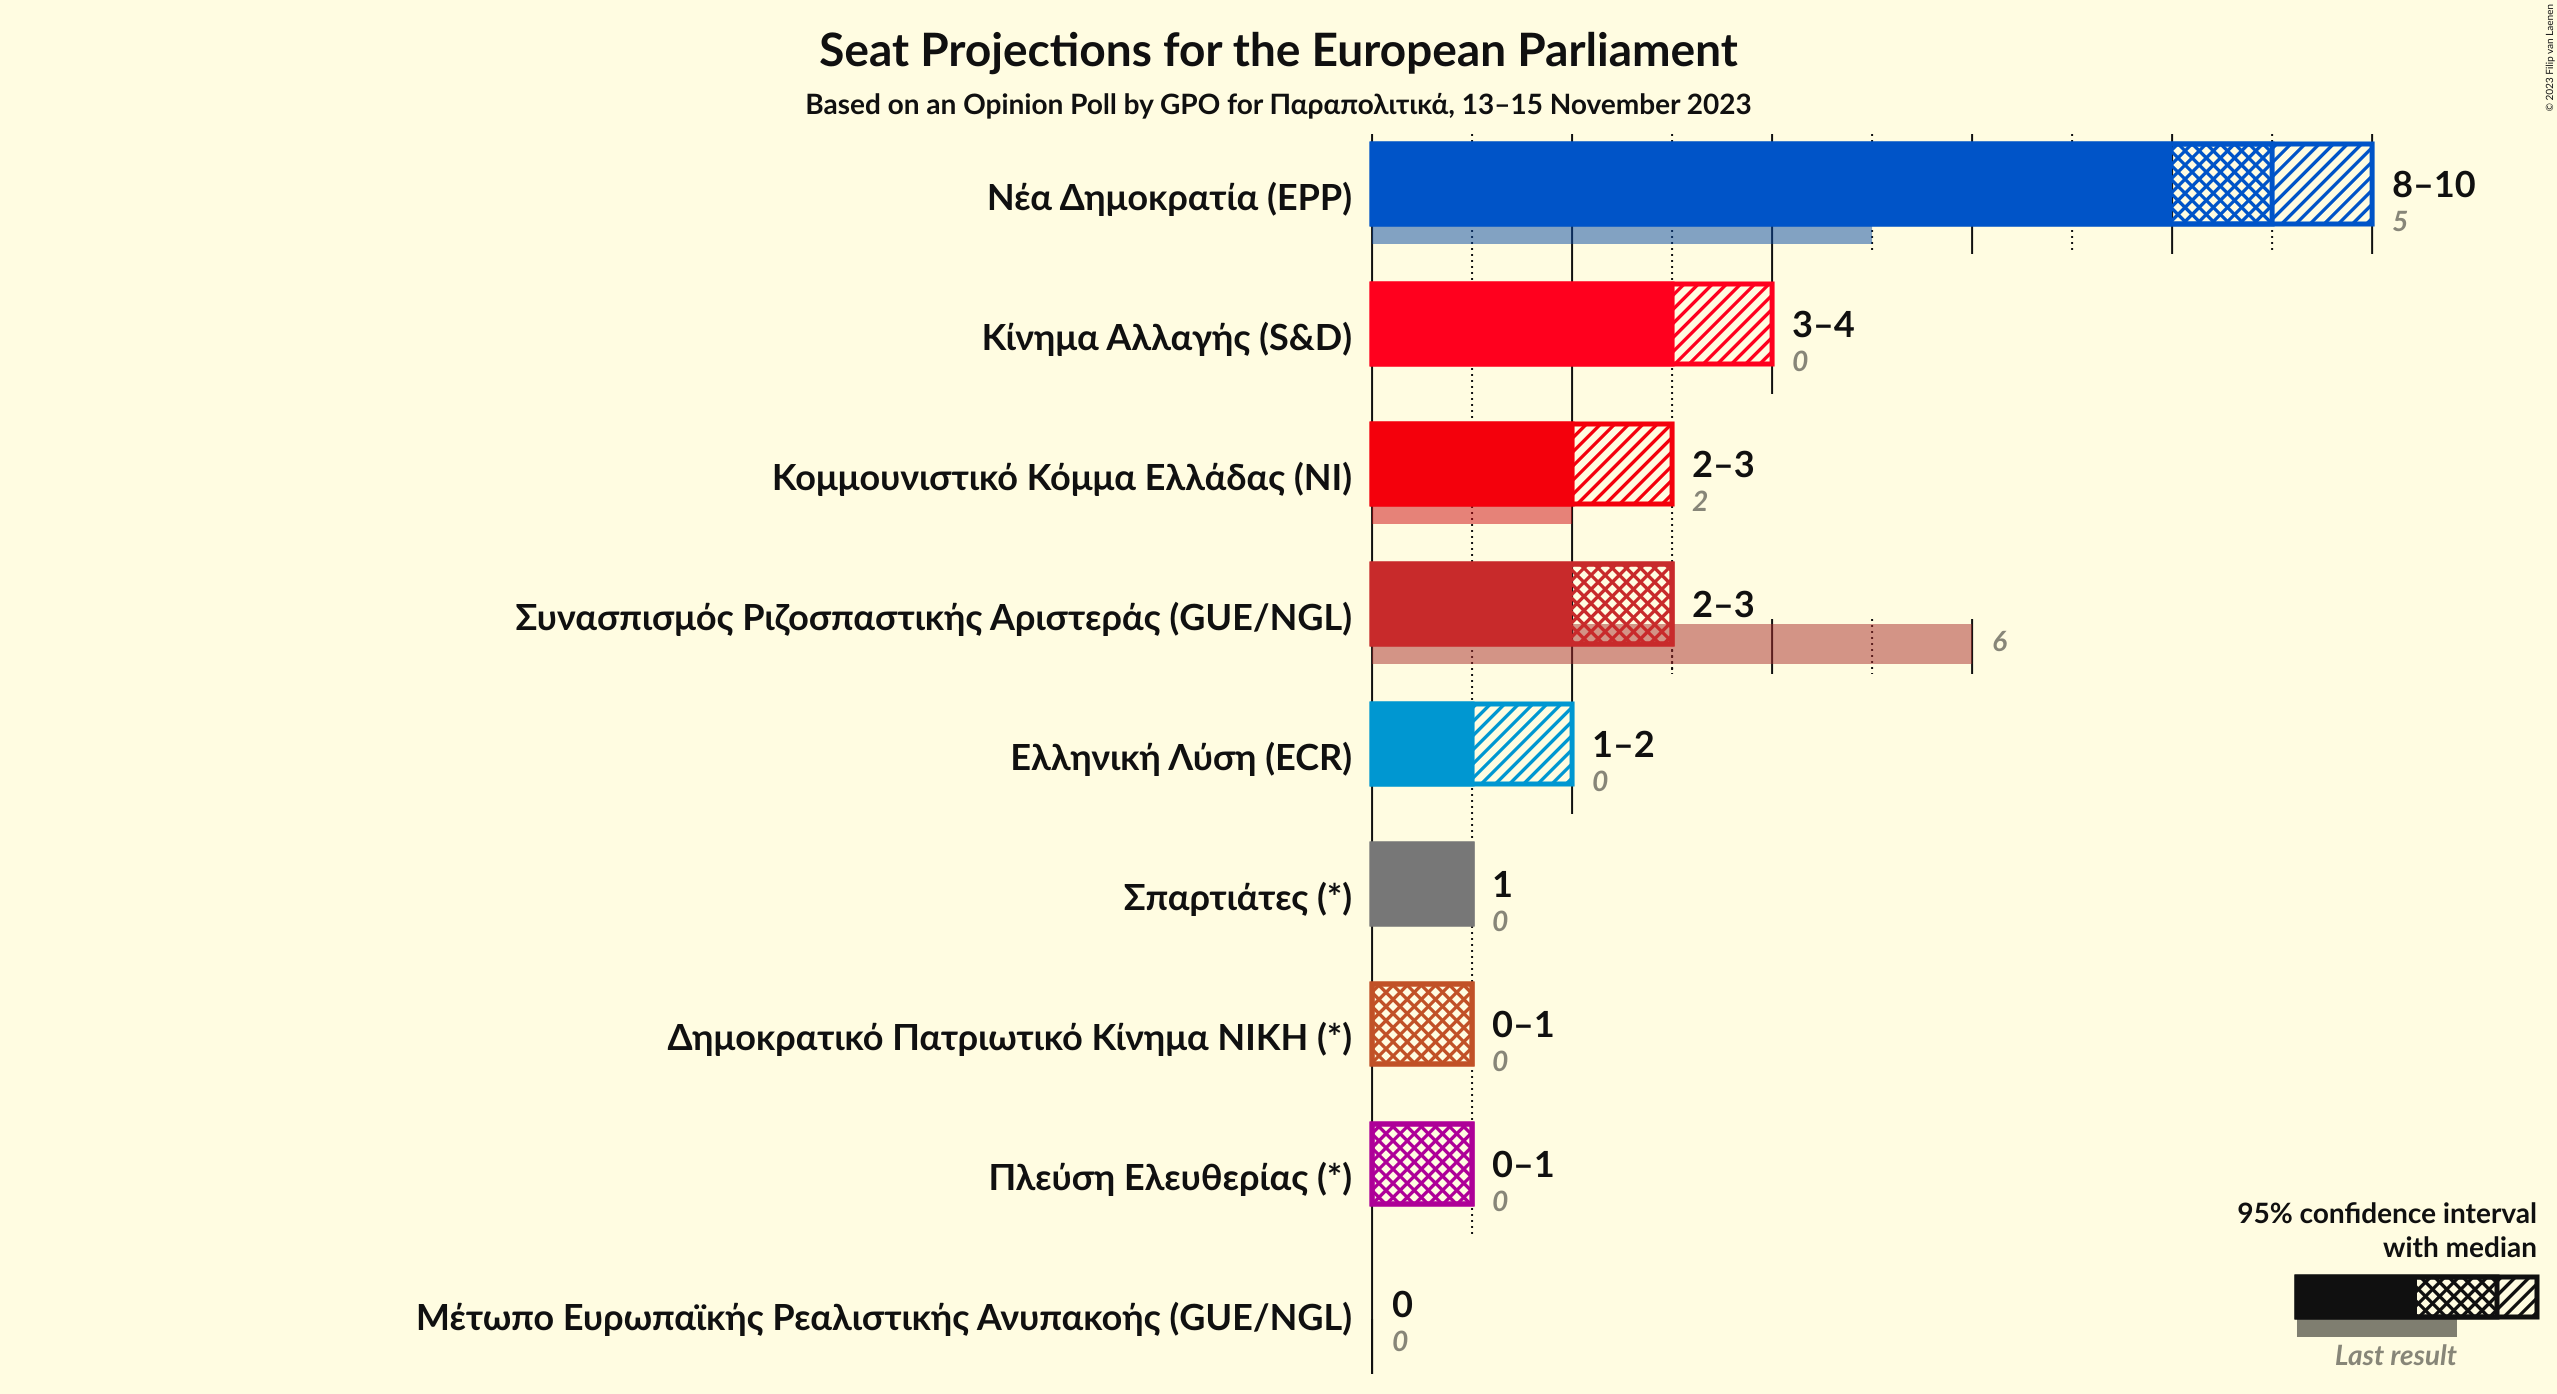 Seat Projections for the European Parliament
Based on an Opinion Poll by GPO for Παραπολιτικά, 13–15 November 2023
© 2023 Filip van Laenen
Νέα Δημοκρατία (EPP)
8–10
5
Κίνημα Αλλαγής (S&D)
3–4
0
Κομμουνιστικό Κόμμα Ελλάδας (NI)
2–3
2
Συνασπισμός Ριζοσπαστικής Αριστεράς (GUE/NGL)
2–3
6
Ελληνική Λύση (ECR)
1–2
0
Σπαρτιάτες (*)
1
0
Δημοκρατικό Πατριωτικό Κίνημα ΝΙΚΗ (*)
0–1
0
Πλεύση Ελευθερίας (*)
0–1
0
Μέτωπο Ευρωπαϊκής Ρεαλιστικής Ανυπακοής (GUE/NGL)
0
0
95% confidence interval
with median
Last result